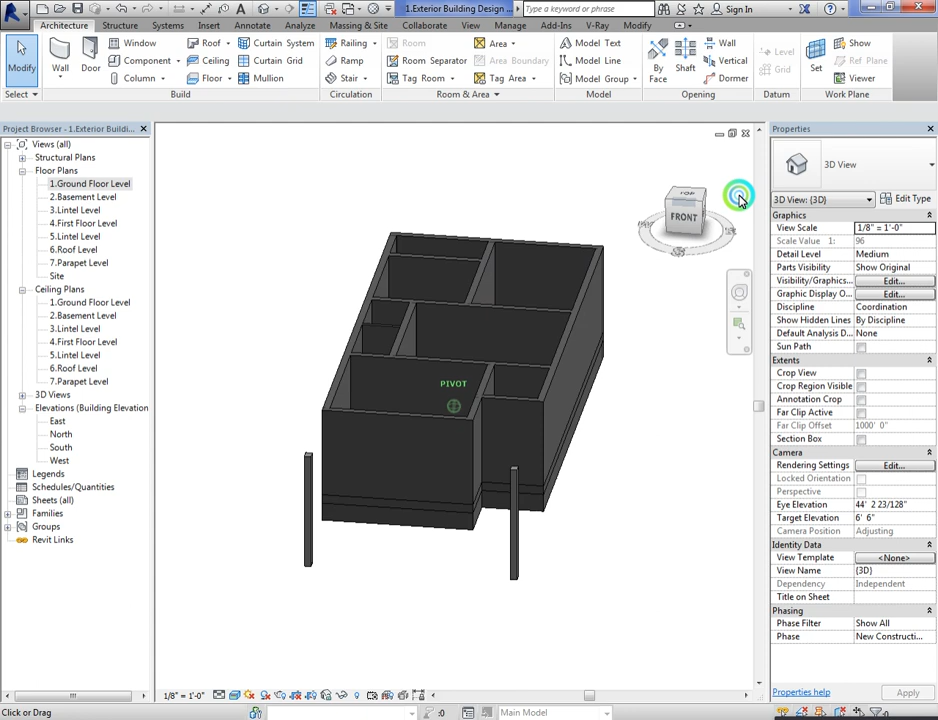 1.Exterior Building Design...
Type a keyword or phrase
Sign In
Architecture Structure Systems Insert Annotate Analyze Massing & Site Collaborate View Manage Add-Ins V-Ray Modify
Modify
Wall
Door
Window
Component
Column
Roof
Ceiling
Floor
Curtain System
Curtain Grid
Mullion
Railing
Ramp
Stair
Room
Room Separator
Tag Room
Area
Area Boundary
Tag Area
Model Text
Model Line
Model Group
By Face
Shaft
Wall
Vertical
Dormer
Level
Grid
Set
Show
Ref Plane
Viewer
Select Build Circulation Room & Area Model Opening Datum Work Plane
Project Browser - 1.Exterior Buildi...
Views (all)
Structural Plans
Floor Plans
1.Ground Floor Level
2.Basement Level
3.Lintel Level
4.First Floor Level
5.Lintel Level
6.Roof Level
7.Parapet Level
Site
Ceiling Plans
1.Ground Floor Level
2.Basement Level
3.Lintel Level
4.First Floor Level
5.Lintel Level
6.Roof Level
7.Parapet Level
3D Views
Elevations (Building Elevation
East
North
South
West
Legends
Schedules/Quantities
Sheets (all)
Families
Groups
Revit Links
TOP
FRONT
PIVOT
Properties
3D View
3D View: {3D} Edit Type
Graphics
View Scale 1/8" = 1'-0"
Scale Value 1: 96
Detail Level Medium
Parts Visibility Show Original
Visibility/Graphics... Edit...
Graphic Display O... Edit...
Discipline Coordination
Show Hidden Lines By Discipline
Default Analysis D... None
Sun Path
Extents
Crop View
Crop Region Visible
Annotation Crop
Far Clip Active
Far Clip Offset 1000' 0"
Section Box
Camera
Rendering Settings Edit...
Locked Orientation
Perspective
Eye Elevation 44' 2 23/128"
Target Elevation 6' 6"
Camera Position Adjusting
Identity Data
View Template <None>
View Name {3D}
Dependency Independent
Title on Sheet
Phasing
Phase Filter Show All
Phase New Constructi...
Properties help Apply
1/8" = 1'-0"
Click or Drag
:0
Main Model